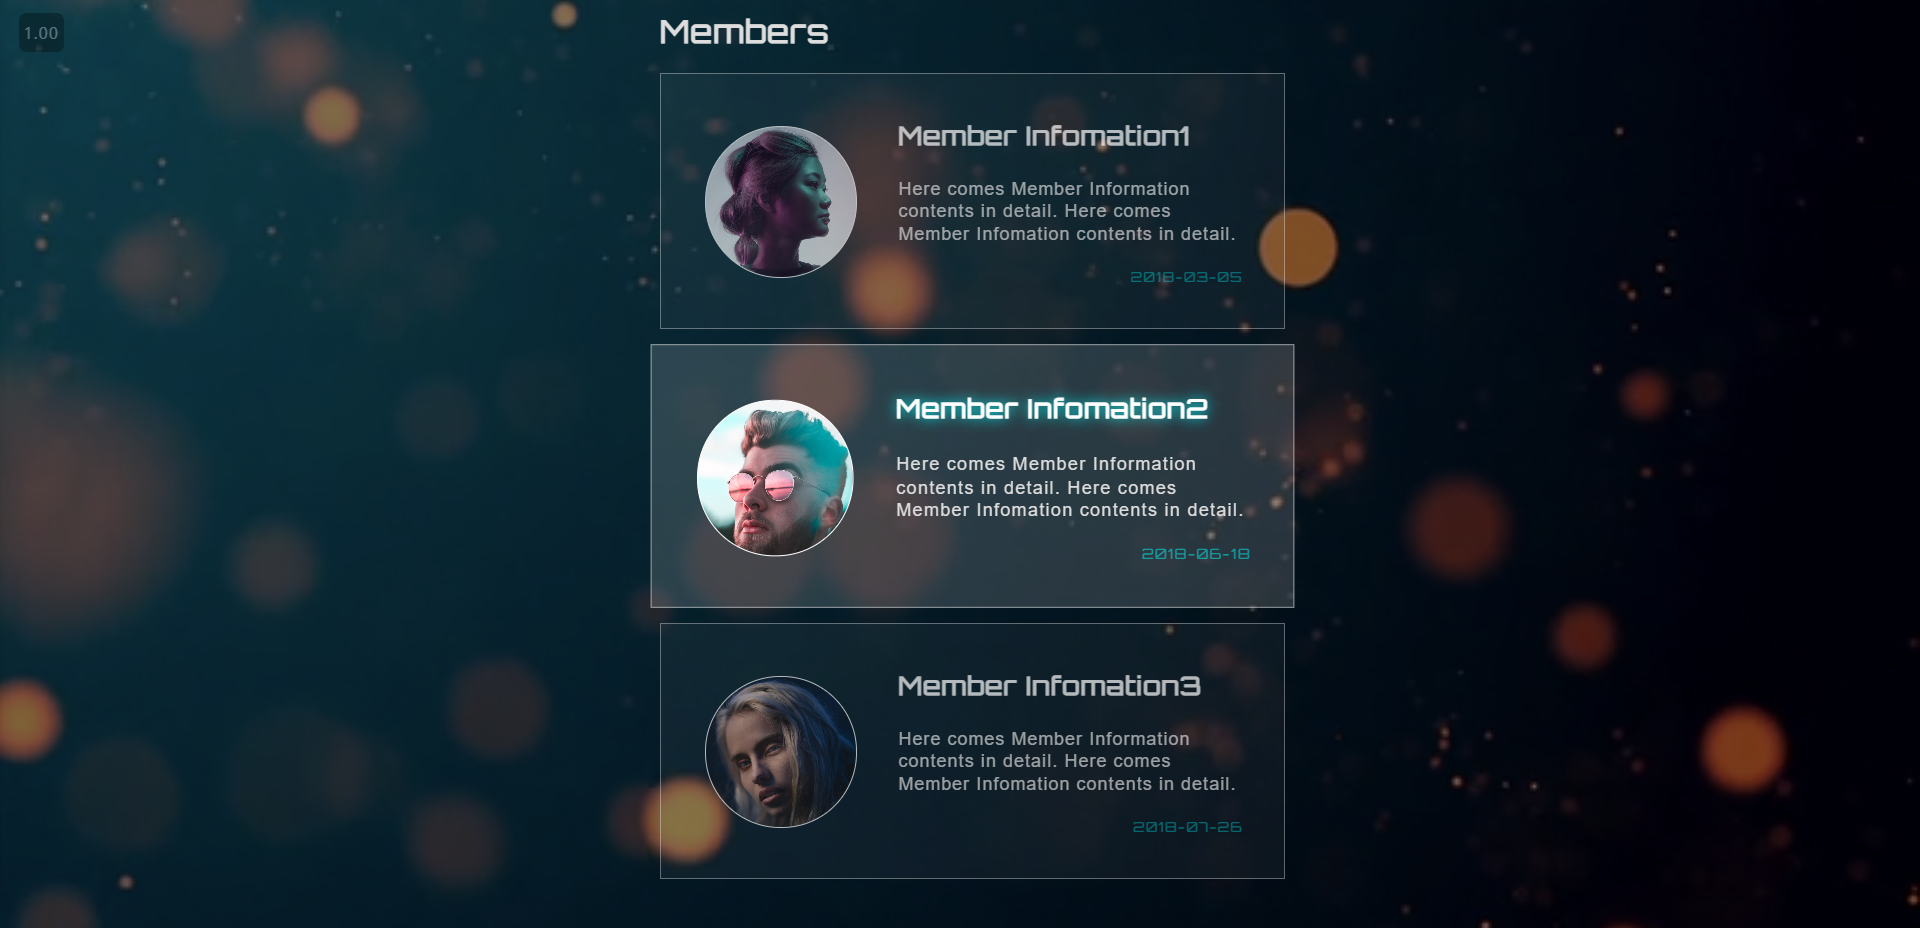 1.00
Members
Member Infomation1
Here comes Member Information
contents in detail. Here comes
Member Infomation contents in detail.
2018-03-05
Member Infomation2
Here comes Member Information
contents in detail. Here comes
Member Infomation contents in detail.
2018-06-18
Member Infomation3
Here comes Member Information
contents in detail. Here comes
Member Infomation contents in detail.
2018-07-26